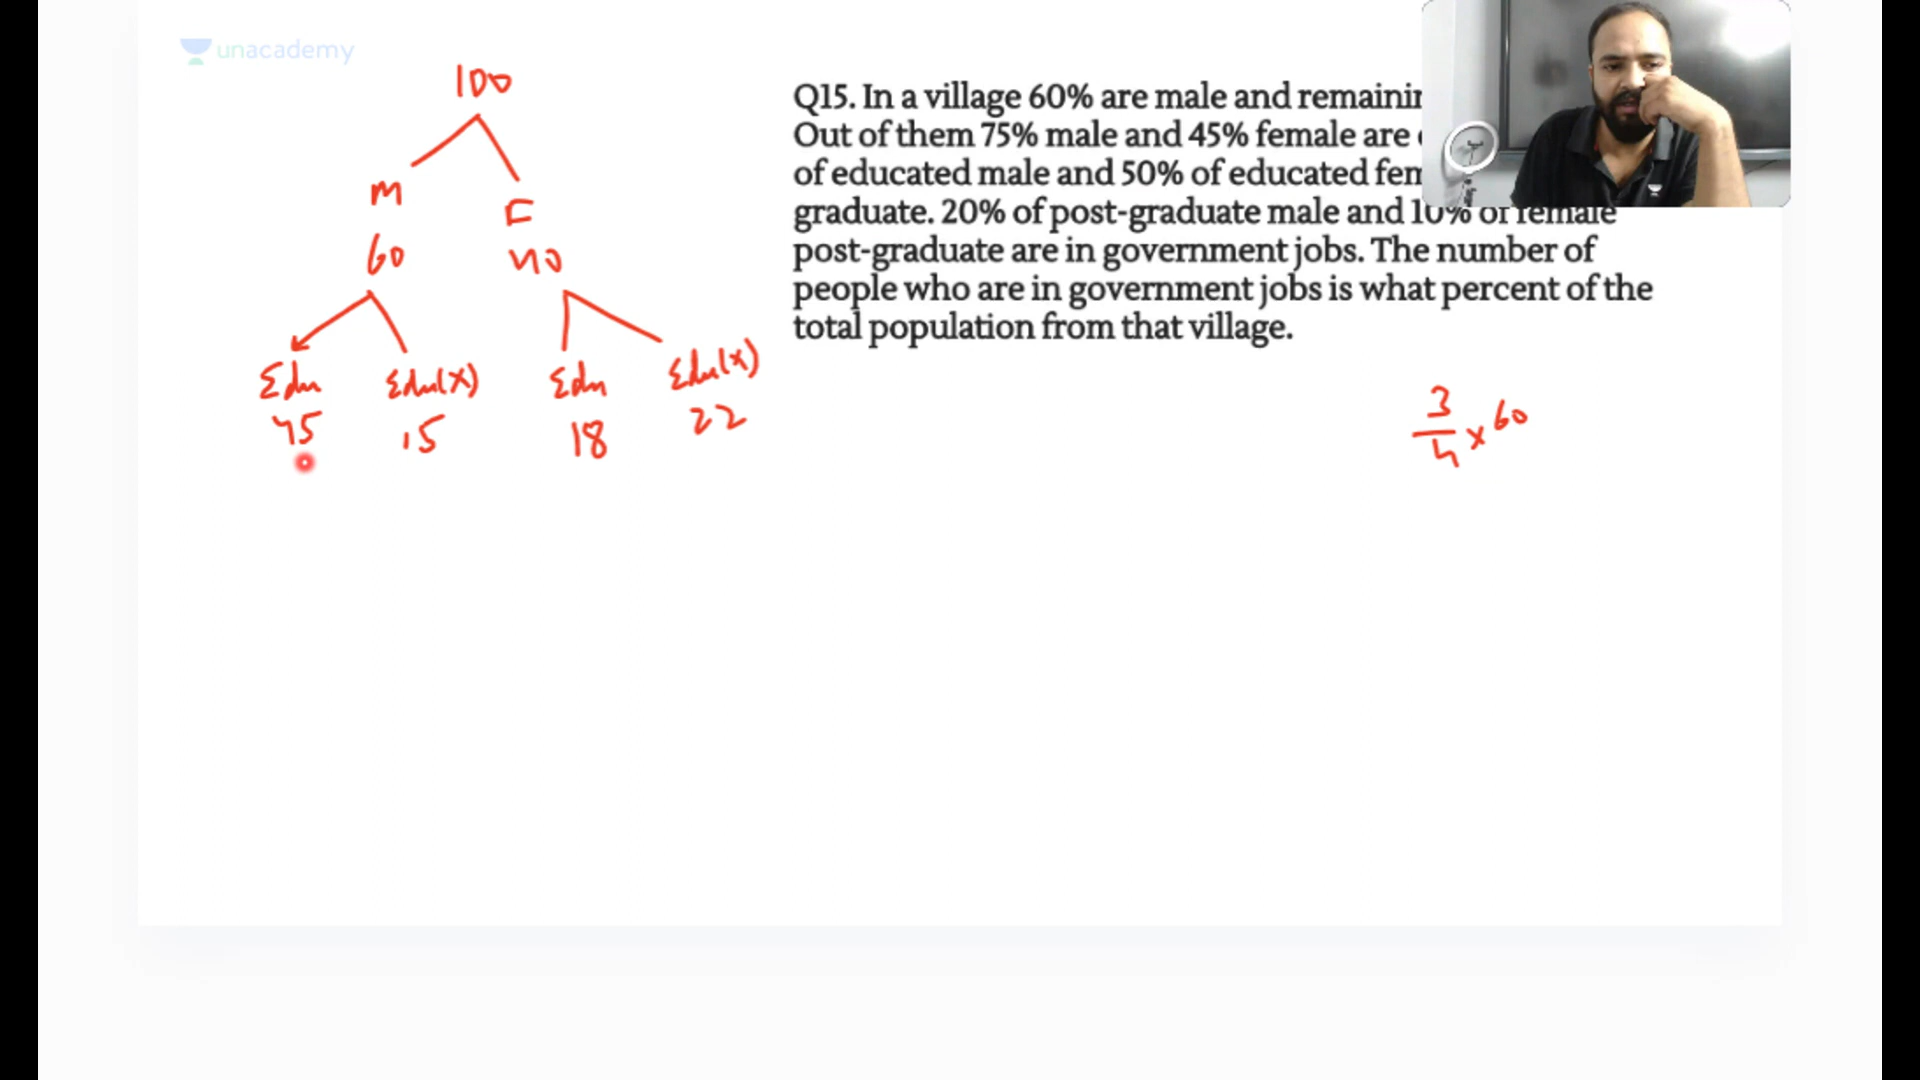 unacademy
Q15. In a village 60% are male and
Out of them 75% male and 45% female are
of educated male and 50% of educated
graduate. 20% of post-graduate male and 10% of female
post-graduate are in government jobs. The number of
people who are in government jobs is what percent of the
total population from that village.
100
M F
60 40
Edu Edu(X) Edu Edu(X)
45 15 18 22
3/4 × 60